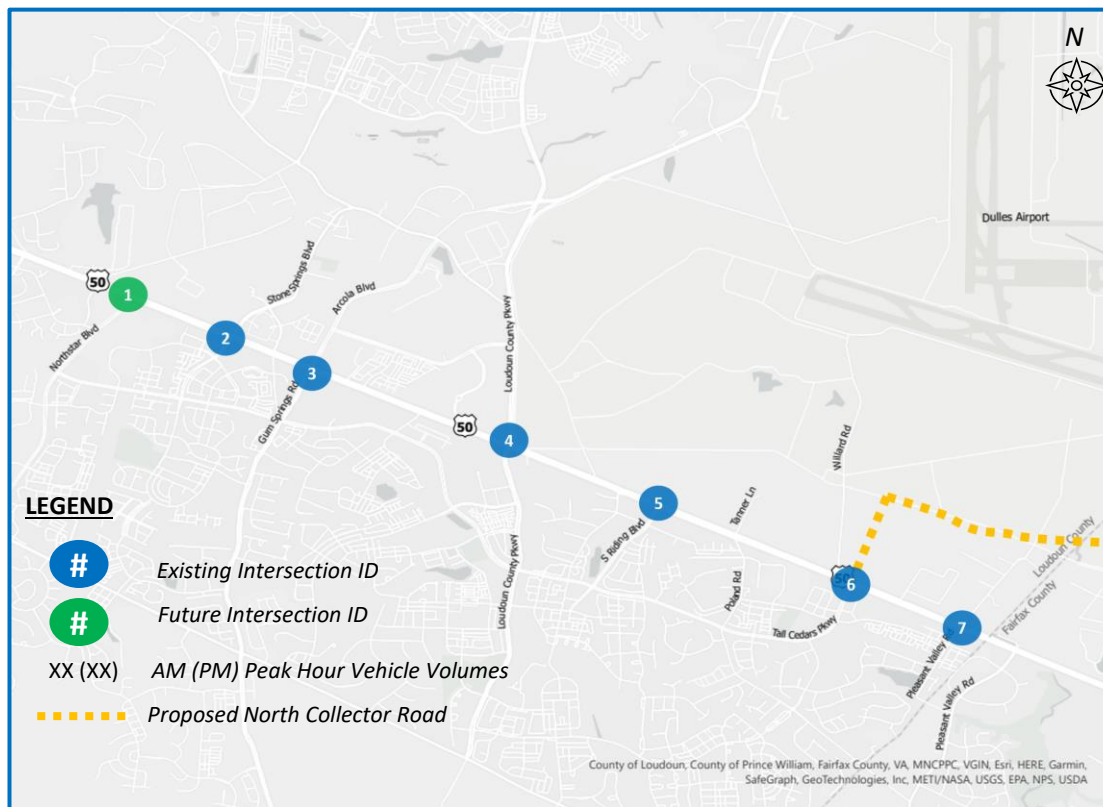 N
Dulles Airport
50
1
Stone Springs Blvd
Arcola Blvd
Loudoun County Pkwy
2
Northstar Blvd
3
Gum Springs Rd
50
4
Willard Rd
5
Tanner Ln
S Riding Blvd
Loudoun County
Fairfax County
Loudoun County Pkwy
Poland Rd
50
6
Tall Cedars Pkwy
7
Pleasant Valley Rd
Pleasant Valley Rd
LEGEND
# Existing Intersection ID
# Future Intersection ID
XX (XX) AM (PM) Peak Hour Vehicle Volumes
Proposed North Collector Road
County of Loudoun, County of Prince William, Fairfax County, VA, MNCPPC, VGIN, Esri, HERE, Garmin,
SafeGraph, GeoTechnologies, Inc, METI/NASA, USGS, EPA, NPS, USDA